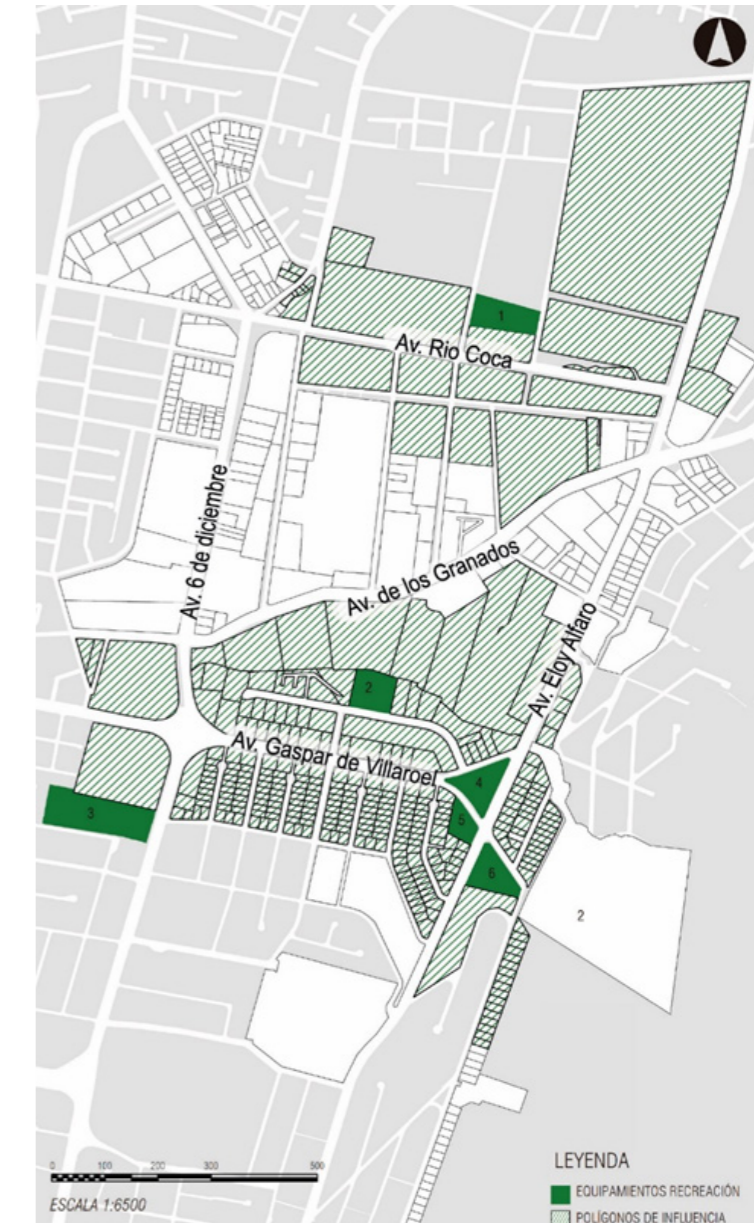 1
Av. Rio Coca
Av. 6 de diciembre
Av. de los Granados
Av. Eloy Alfaro
2
Av. Gaspar de Villaroel
4
3
5
6
2
0 100 200 300 500
ESCALA 1:6500
LEYENDA
EQUIPAMIENTOS RECREACIÓN
POLÍGONOS DE INFLUENCIA